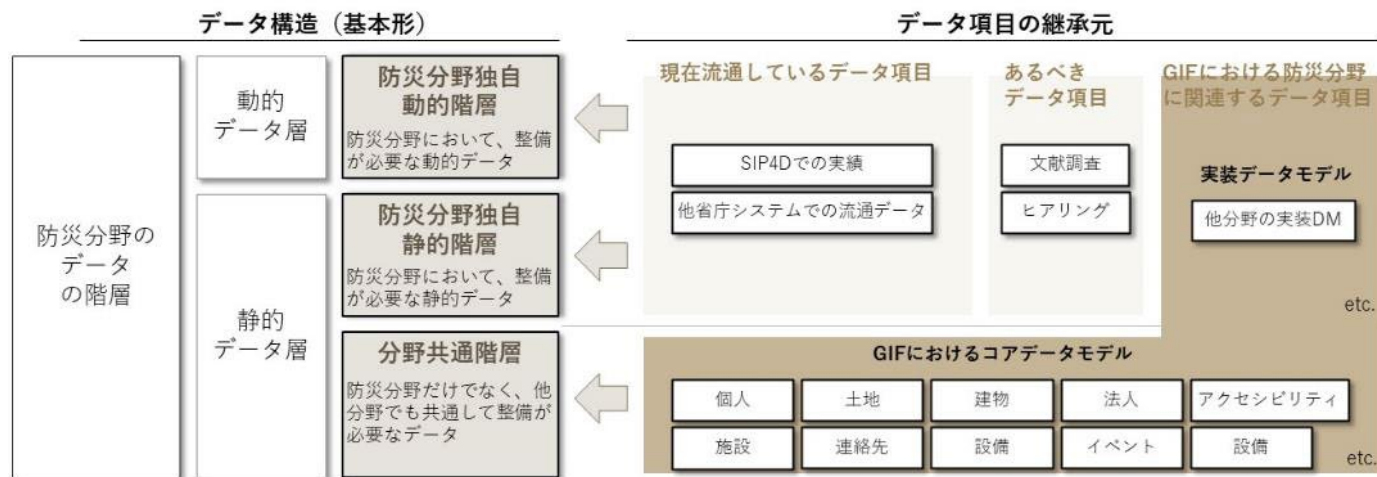 データ構造（基本形）
データ項目の継承元
防災分野の
データ
の階層
動的
データ層
静的
データ層
防災分野独自
動的階層
防災分野において、整備
が必要な動的データ
防災分野独自
静的階層
防災分野において、整備
が必要な静的データ
分野共通階層
防災分野だけでなく、他
分野でも共通して整備が
必要なデータ
現在流通しているデータ項目
SIP4Dでの実績
他省庁システムでの流通データ
あるべき
データ項目
文献調査
ヒアリング
GIFにおける防災分野
に関連するデータ項目
実装データモデル
他分野の実装DM
etc.
GIFにおけるコアデータモデル
個人
土地
建物
法人
アクセシビリティ
施設
連絡先
設備
イベント
設備
etc.